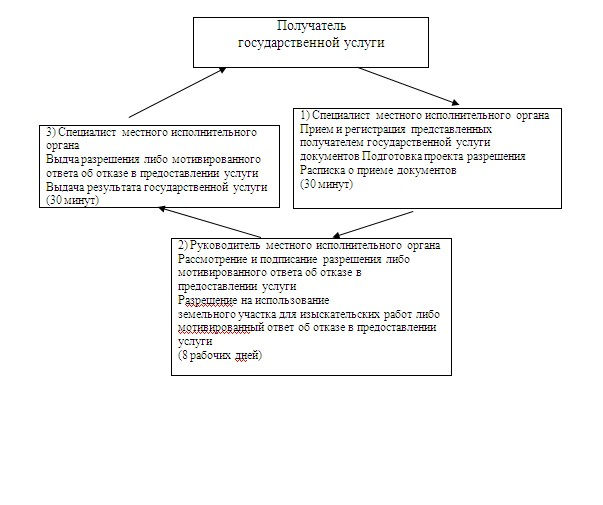 Получатель
государственной услуги
1) Специалист местного исполнительного органа
Прием и регистрация представленных
получателем государственной услуги
документов Подготовка проекта разрешения
Расписка о приеме документов
(30 минут)
3) Специалист местного исполнительного
органа
Выдча разрешения либо мотивированного
ответа об отказе в предоставлении услуги
Выдача результата государственной услуги
(30 минут)
2) Руководитель местного исполнительного органа
Рассмотрение и подписание разрешения либо
мотивированного ответа об отказе в
предоставлении услуги
Разрешение на использование
земельного участка для изыскательских работ либо
мотивированный ответ об отказе в предоставлении
услуги
(8 рабочих дней)